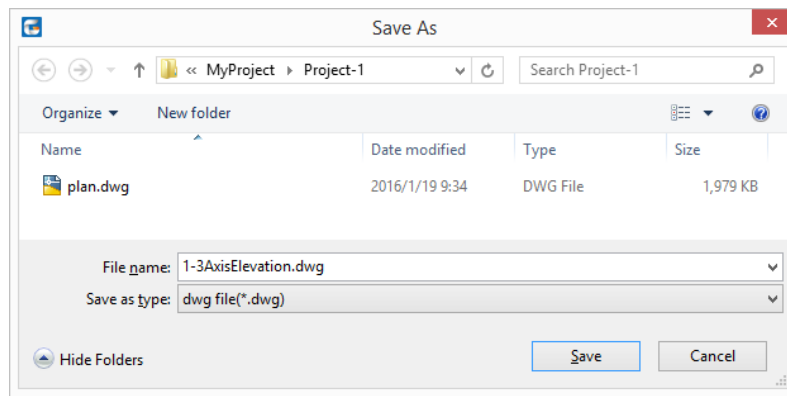 Save As
« MyProject Project-1 Search Project-1
Organize New folder
Name Date modified Type Size
plan.dwg 2016/1/19 9:34 DWG File 1,979 KB
File name: 1-3AxisElevation.dwg
Save as type: dwg file(*.dwg)
Hide Folders Save Cancel